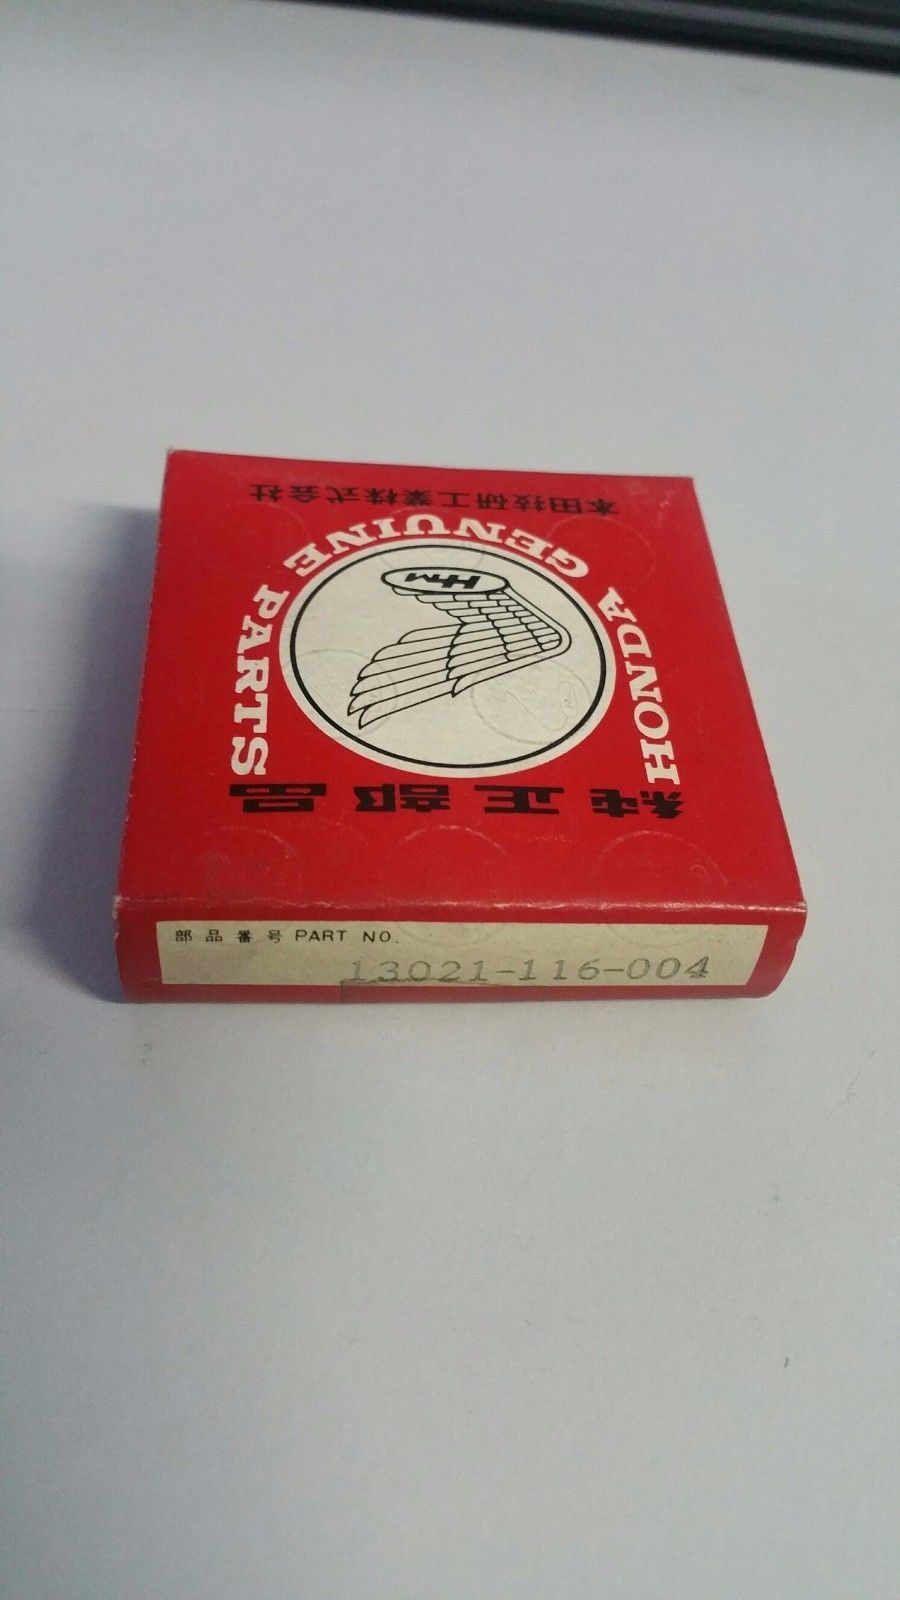 本田技研工業株式会社
HONDA GENUINE PARTS
HM
純正部品
部品番号 PART NO.
13021-116-004